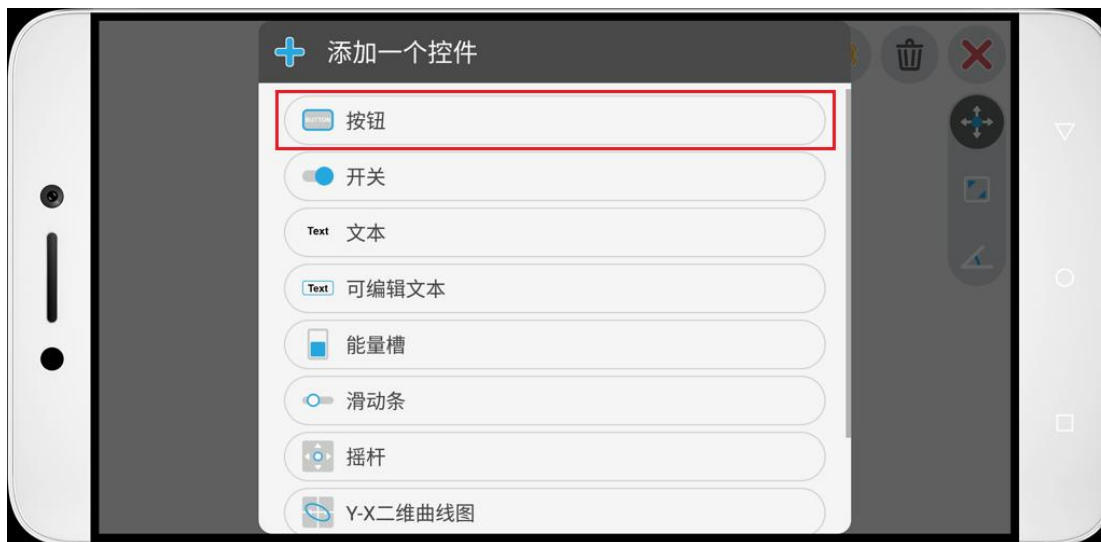 添加一个控件
BUTTON 按钮
开关
Text 文本
Text 可编辑文本
能量槽
滑动条
摇杆
Y-X二维曲线图